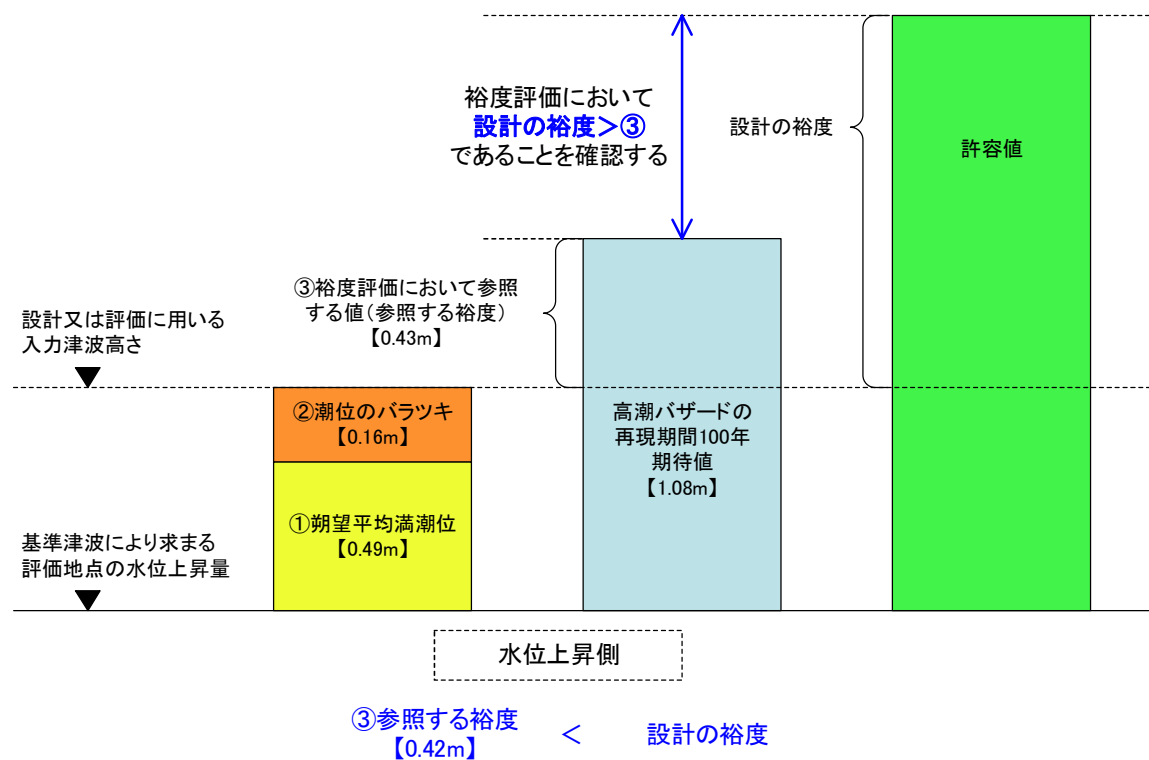 裕度評価において
設計の裕度＞③
であることを確認する
設計の裕度
許容値
③裕度評価において参照
する値（参照する裕度）
【0.43m】
設計又は評価に用いる
入力津波高さ
②潮位のバラツキ
【0.16m】
高潮バザードの
再現期間100年
期待値
【1.08m】
①朔望平均満潮位
【0.49m】
基準津波により求まる
評価地点の水位上昇量
水位上昇側
③参照する裕度
【0.42m】
＜
設計の裕度